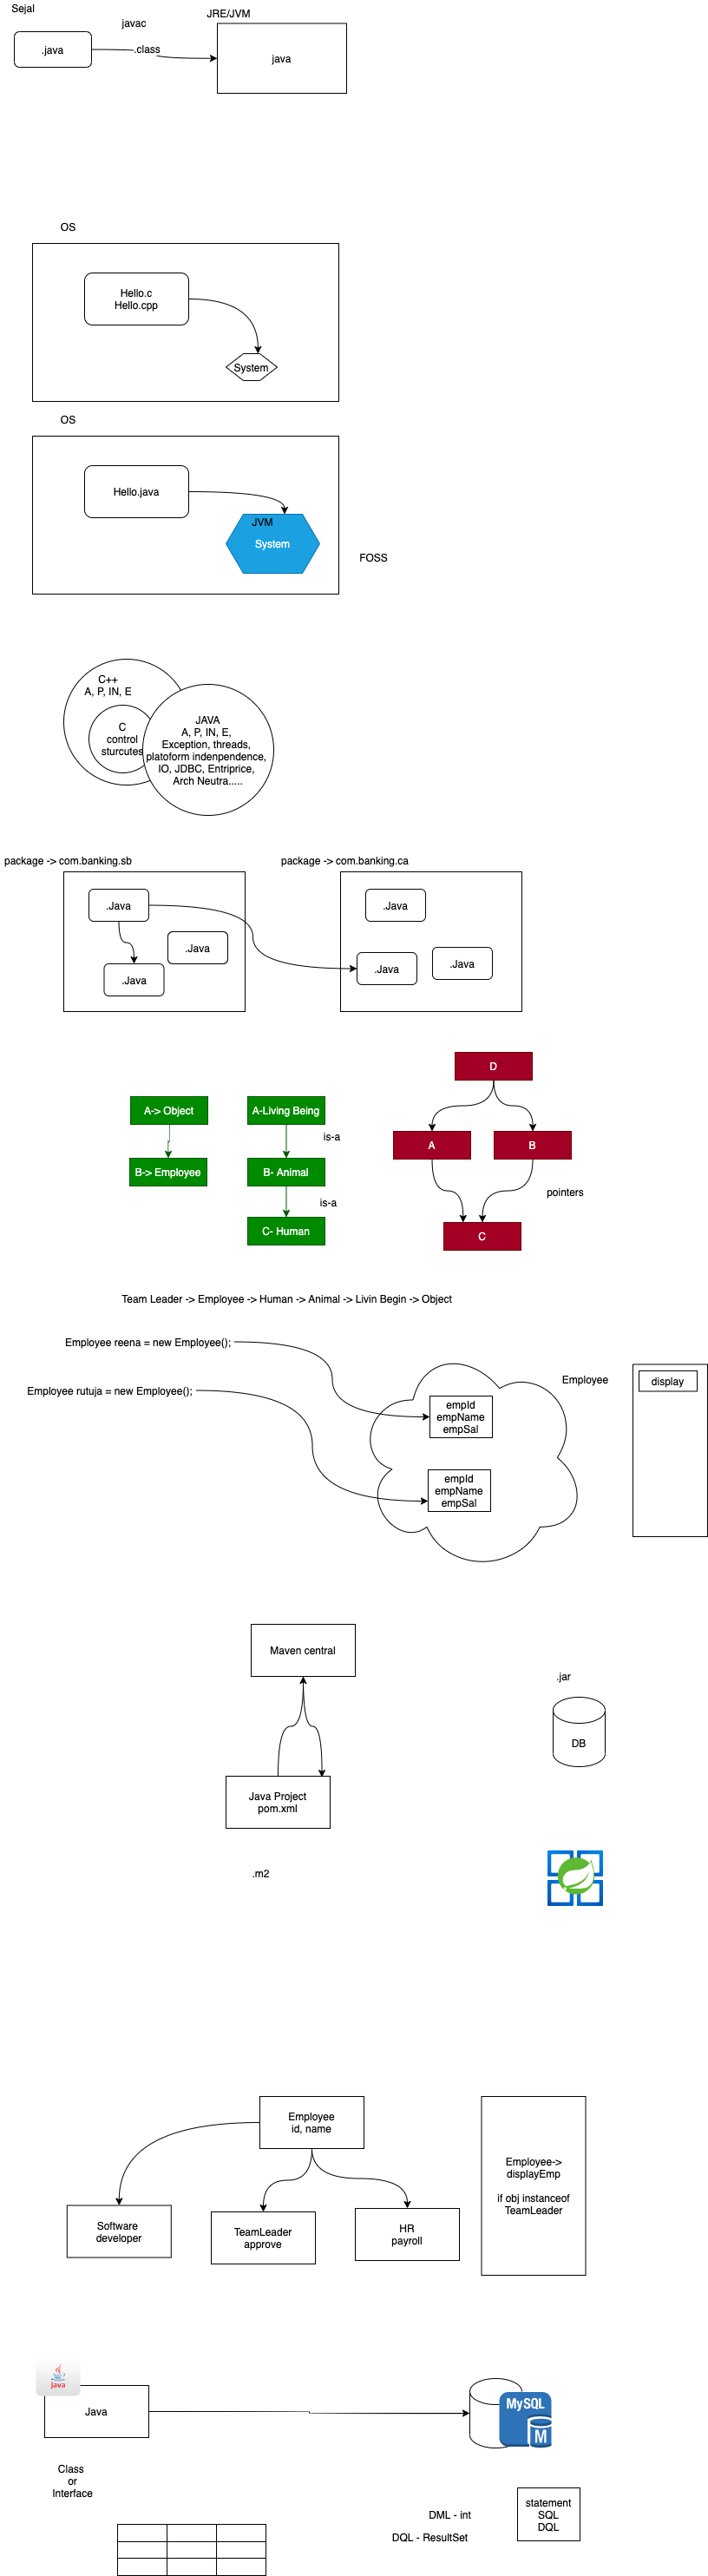 Sejal
JRE/JVM
javac
.java
.class
java
OS
Hello.c
Hello.cpp
System
OS
Hello.java
JVM
System
FOSS
C++
A, P, IN, E
C
control
sturcutes
JAVA
A, P, IN, E,
Exception, threads,
platoform indenpendence,
IO, JDBC, Entriprice,
Arch Neutra.....
package -> com.banking.sb
package -> com.banking.ca
.Java
.Java
.Java
.Java
.Java
.Java
D
A-> Object
A-Living Being
is-a
A
B
B-> Employee
B- Animal
pointers
is-a
C- Human
C
Team Leader -> Employee -> Human -> Animal -> Livin Begin -> Object
Employee reena = new Employee();
Employee rutuja = new Employee();
Employee
display
empId
empName
empSal
empId
empName
empSal
Maven central
.jar
DB
Java Project
pom.xml
.m2
Employee
id, name
Employee->
displayEmp
if obj instanceof
TeamLeader
Software
developer
TeamLeader
approve
HR
payroll
Java
Java
MySQL
M
Class
or
Interface
statement
SQL
DQL
DML - int
DQL - ResultSet